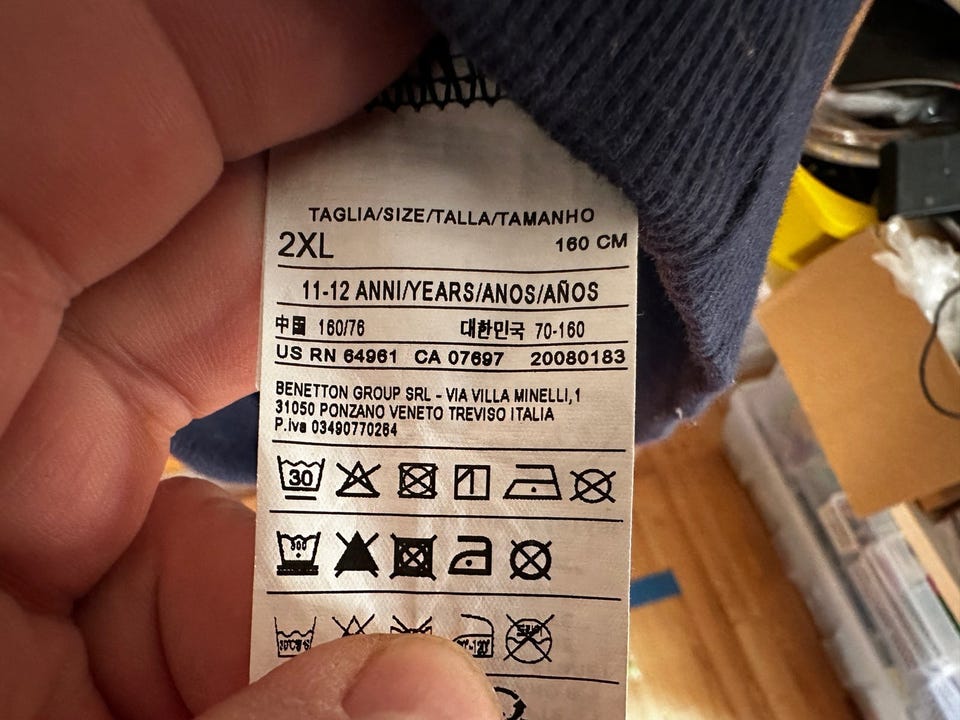 TAGLIA/SIZE/TALLA/TAMANHO
2XL 160 CM
11-12 ANNI/YEARS/ANOS/AÑOS
中国 160/76 대한민국 70-160
US RN 64961 CA 07697 20080183
BENETTON GROUP SRL - VIA VILLA MINELLI,1
31050 PONZANO VENETO TREVISO ITALIA
P.iva 03490770264
30